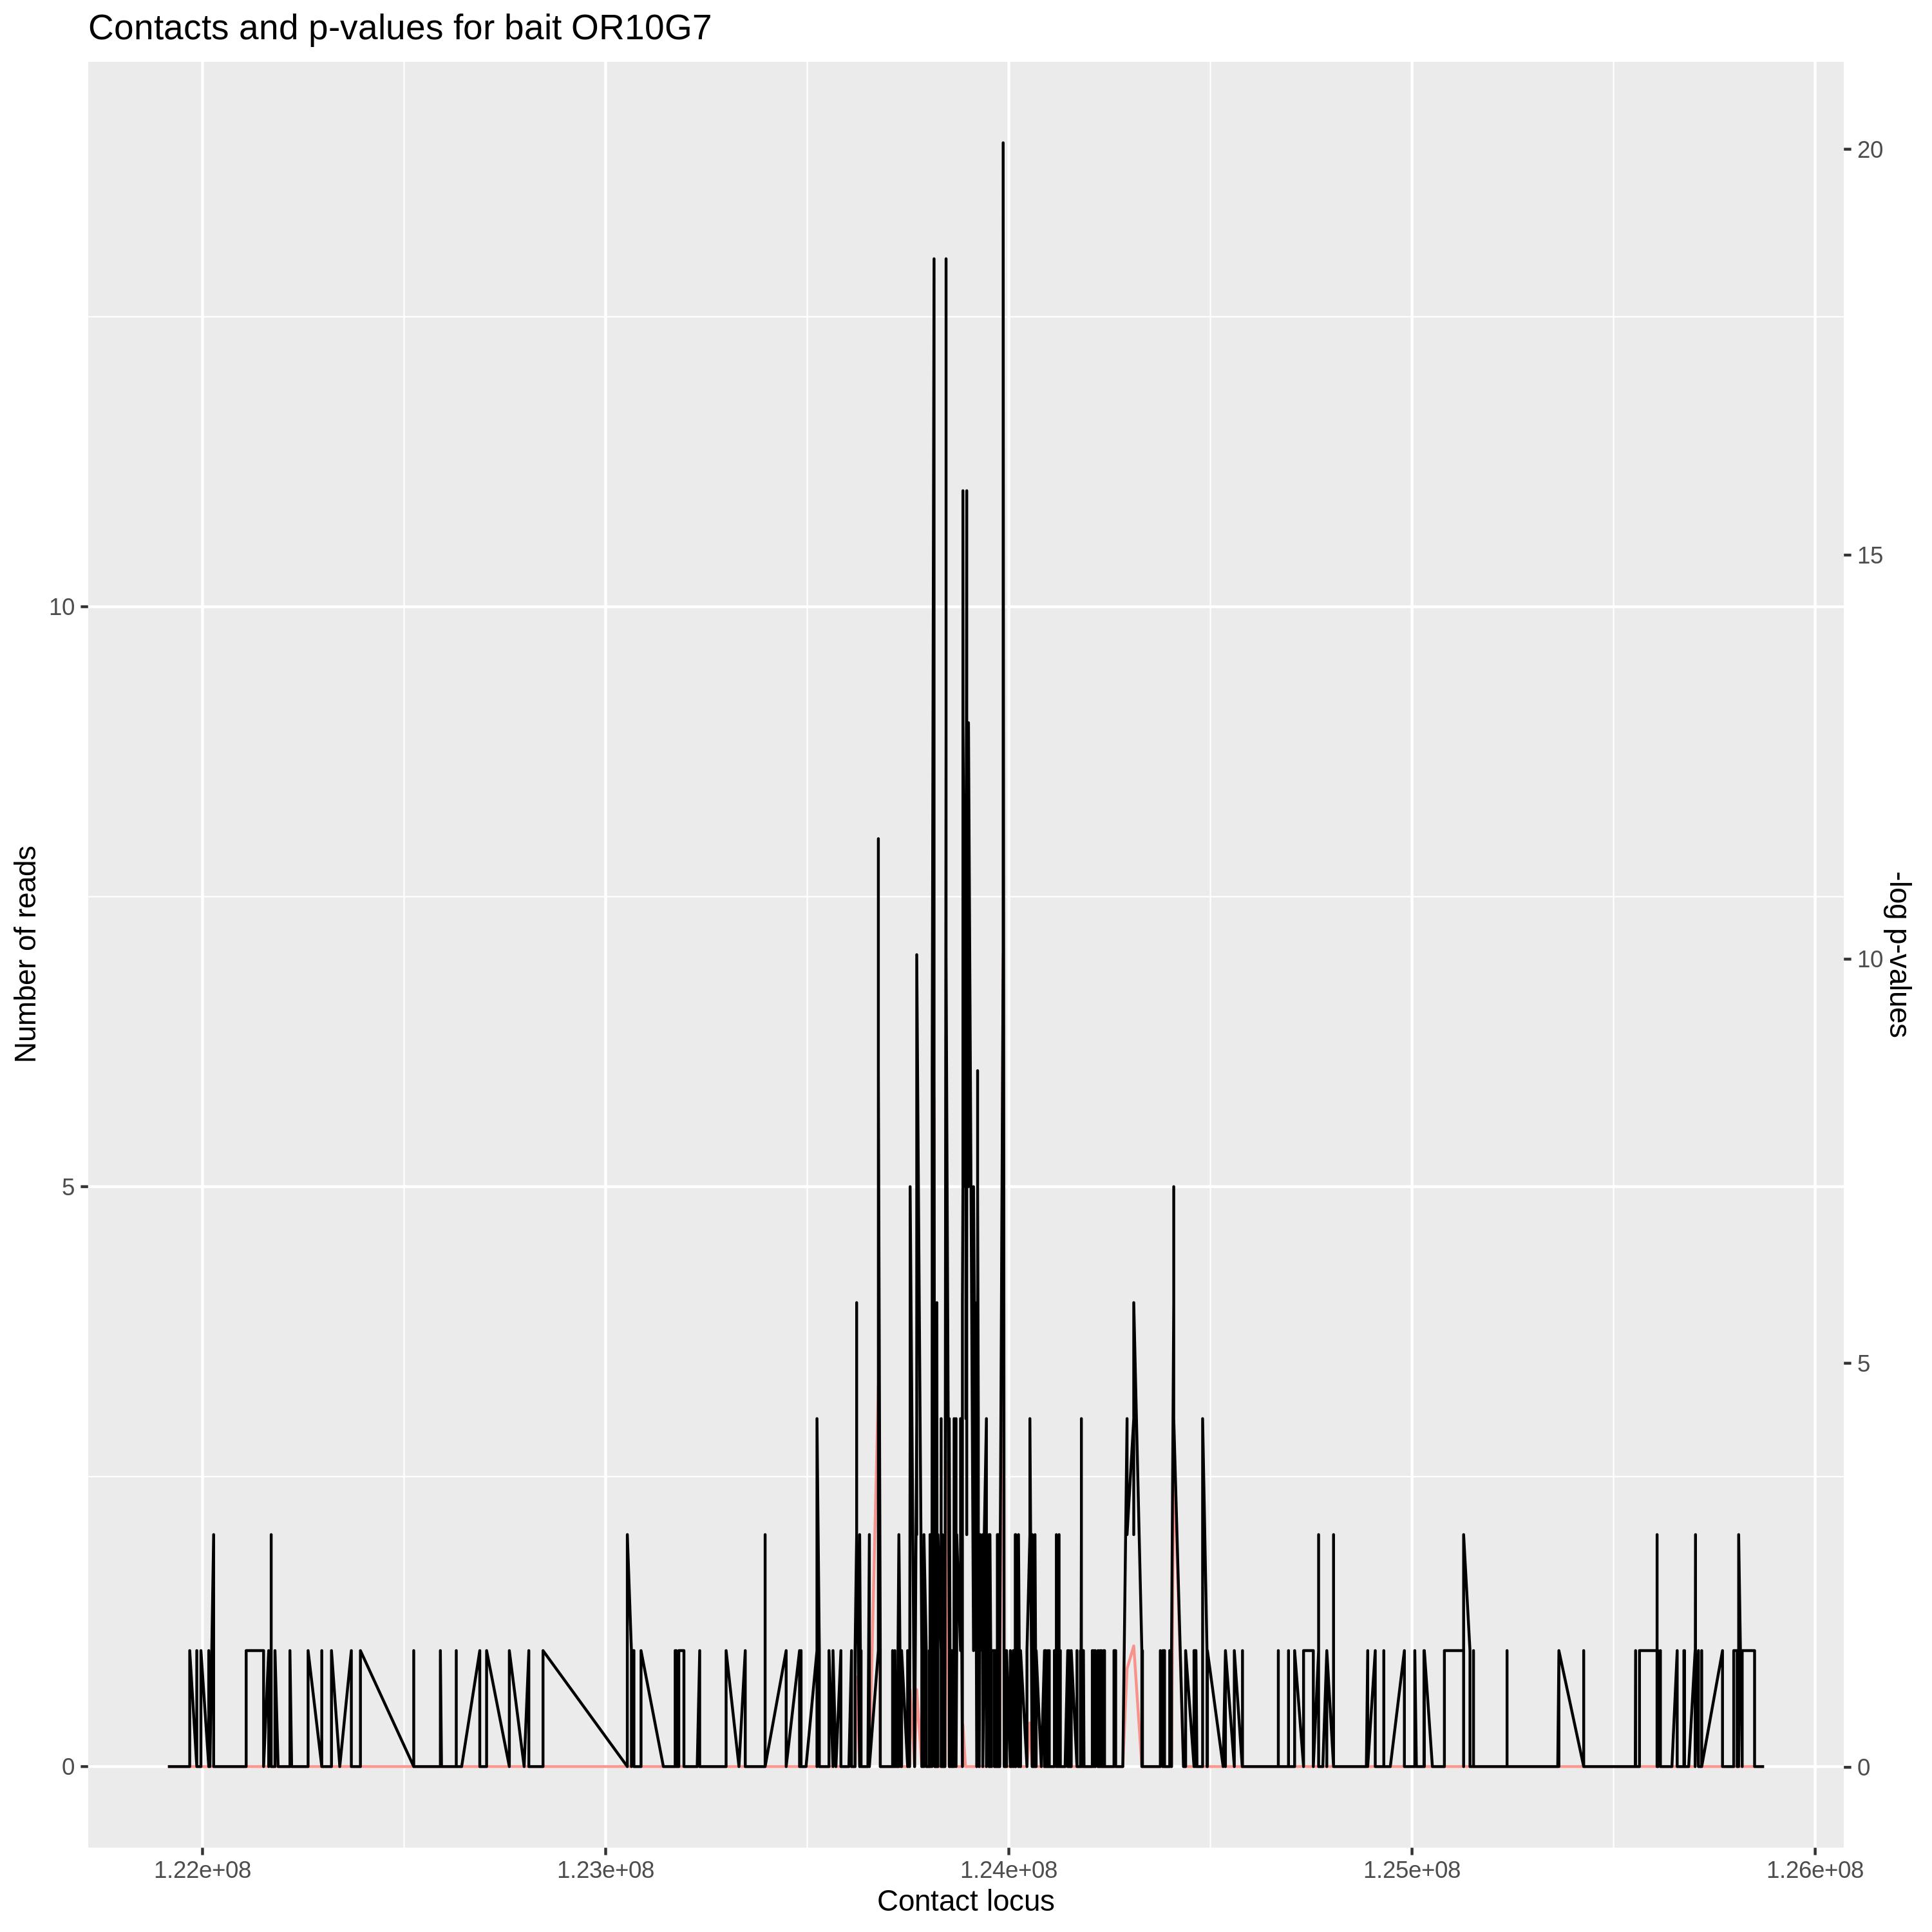 Contacts and p-values for bait OR10G7
20
15
10
10
5
5
0
0
Number of reads
-log p-values
1.22e+08
1.23e+08
1.24e+08
1.25e+08
1.26e+08
Contact locus